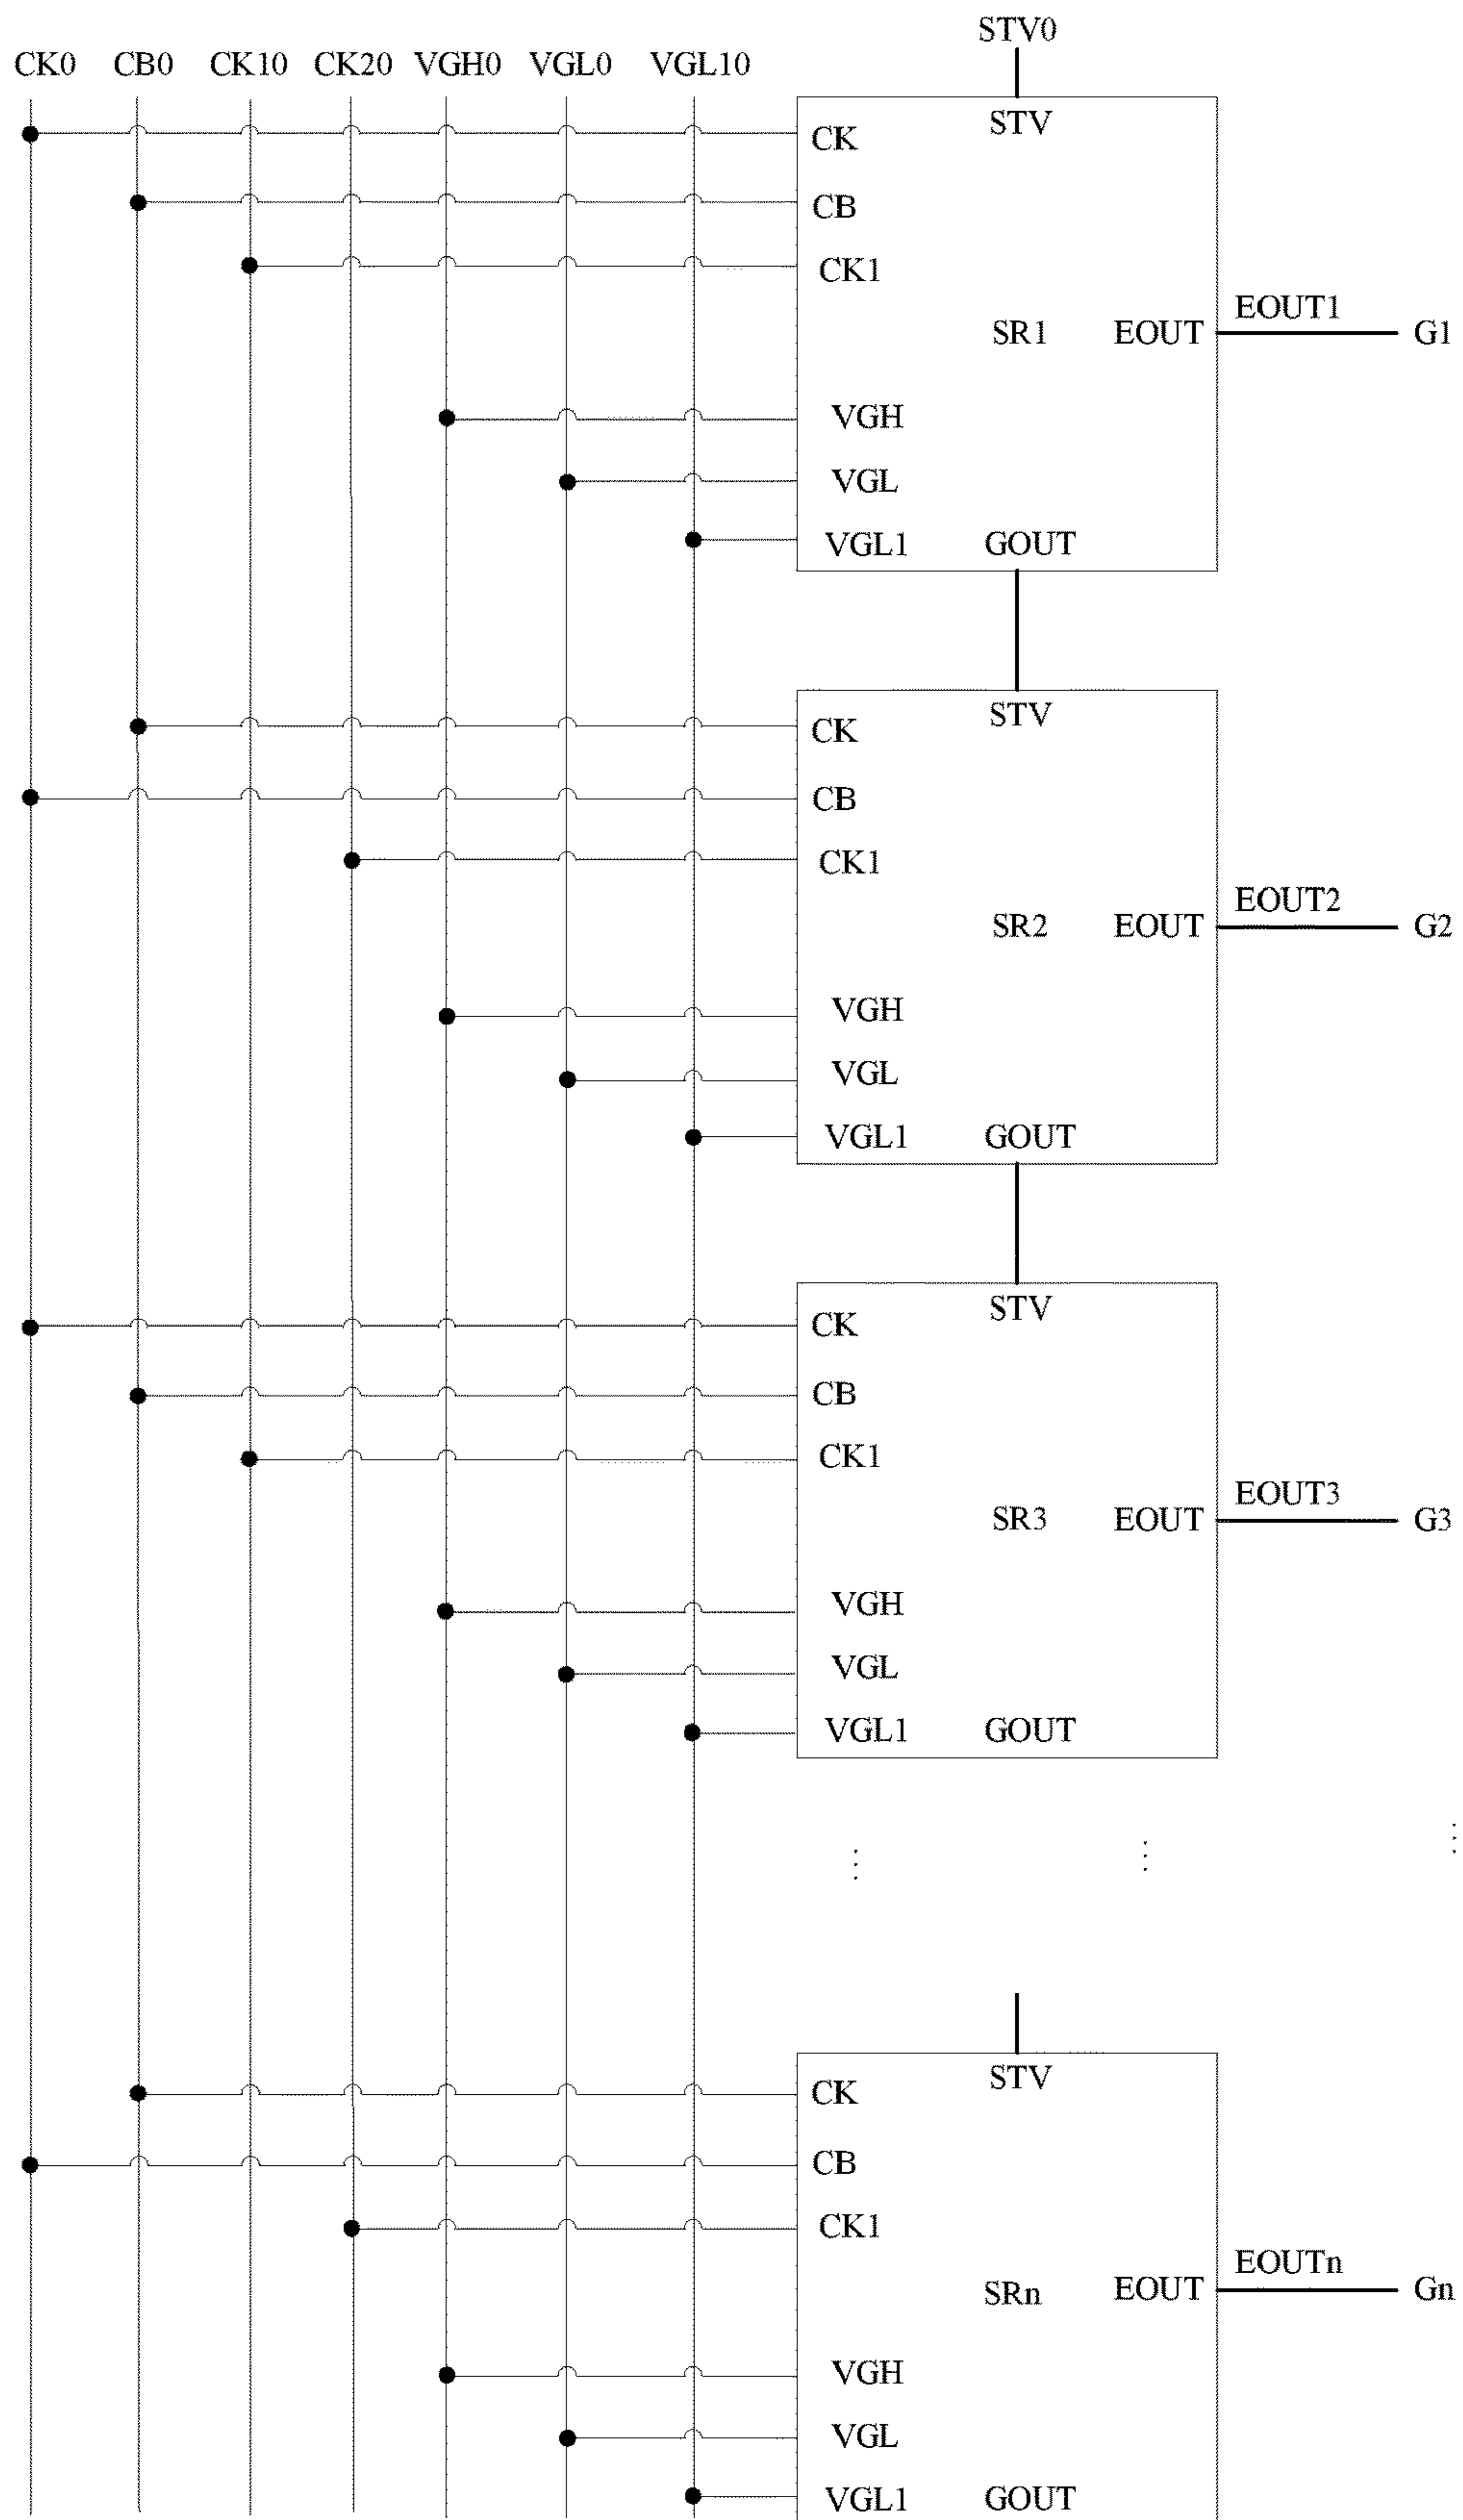 STV0
CK0 CB0 CK10 CK20 VGH0 VGL0 VGL10
STV
CK
CB
CK1
EOUT1
SR1 EOUT G1
VGH
VGL
VGL1 GOUT
STV
CK
CB
CK1
EOUT2
SR2 EOUT G2
VGH
VGL
VGL1 GOUT
STV
CK
CB
CK1
EOUT3
SR3 EOUT G3
VGH
VGL
VGL1 GOUT
STV
CK
CB
CK1
EOUTn
SRn EOUT Gn
VGH
VGL
VGL1 GOUT